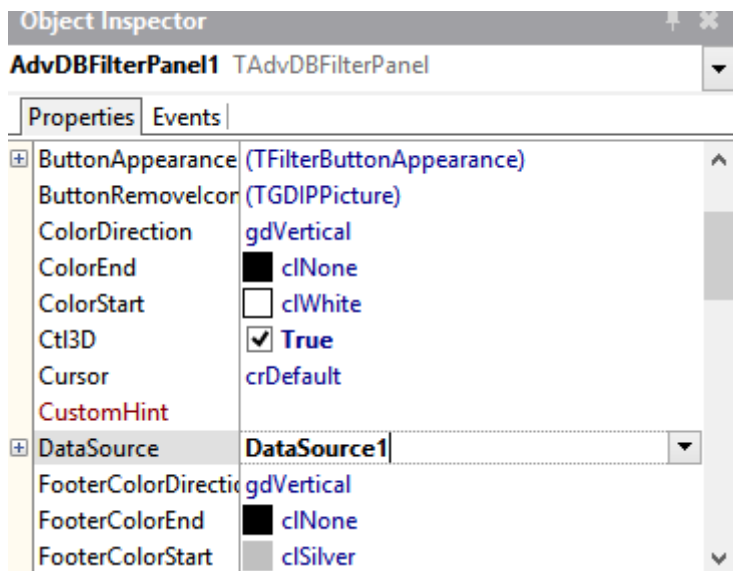 Object Inspector
AdvDBFilterPanel1 TAdvDBFilterPanel
Properties Events
ButtonAppearance (TFilterButtonAppearance)
ButtonRemoveIcon (TGDIPPicture)
ColorDirection gdVertical
ColorEnd clNone
ColorStart clWhite
Ctl3D True
Cursor crDefault
CustomHint
DataSource DataSource1
FooterColorDirectic gdVertical
FooterColorEnd clNone
FooterColorStart clSilver